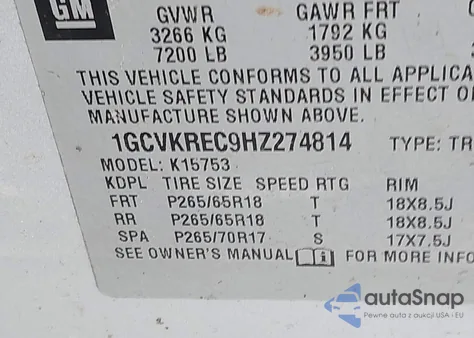 GM
GVWR GAWR FRT
3266 KG 1792 KG
7200 LB 3950 LB
THIS VEHICLE CONFORMS TO ALL APPLICA
VEHICLE SAFETY STANDARDS IN EFFECT O
MANUFACTURE SHOWN ABOVE.
1GCVKREC9HZ274814 TYPE: TR
MODEL: K15753
KDPL TIRE SIZE SPEED RTG RIM
FRT P265/65R18 T 18X8.5J
RR P265/65R18 T 18X8.5J
SPA P265/70R17 S 17X7.5J
SEE OWNER'S MANUAL i FOR MORE INFO
autoSnap
Pewne auta z aukcji USA i EU